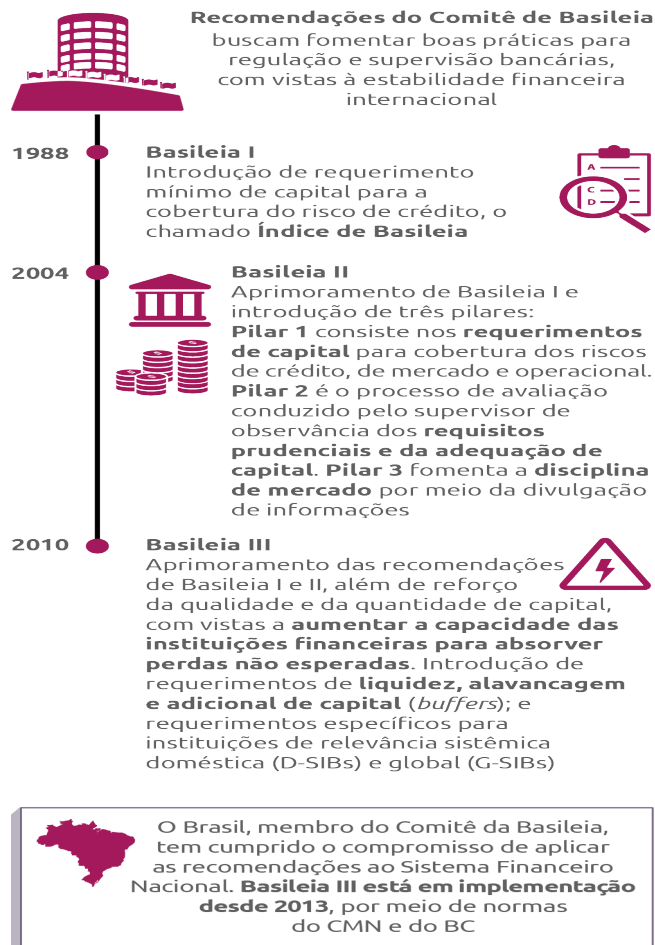 Recomendações do Comitê de Basileia
buscam fomentar boas práticas para
regulação e supervisão bancárias,
com vistas à estabilidade financeira
internacional
1988
Basileia I
Introdução de requerimento
mínimo de capital para a
cobertura do risco de crédito, o
chamado Índice de Basileia
A
C
D
2004
Basileia II
Aprimoramento de Basileia I e
introdução de três pilares:
Pilar 1 consiste nos requerimentos
de capital para cobertura dos riscos
de crédito, de mercado e operacional.
Pilar 2 é o processo de avaliação
conduzido pelo supervisor de
observância dos requisitos
prudenciais e da adequação de
capital. Pilar 3 fomenta a disciplina
de mercado por meio da divulgação
de informações
2010
Basileia III
Aprimoramento das recomendações
de Basileia I e II, além de reforço
da qualidade e da quantidade de capital,
com vistas a aumentar a capacidade das
instituições financeiras para absorver
perdas não esperadas. Introdução de
requerimentos de liquidez, alavancagem
e adicional de capital (buffers); e
requerimentos específicos para
instituições de relevância sistêmica
doméstica (D-SIBs) e global (G-SIBs)
O Brasil, membro do Comitê da Basileia,
tem cumprido o compromisso de aplicar
as recomendações ao Sistema Financeiro
Nacional. Basileia III está em implementação
desde 2013, por meio de normas
do CMN e do BC